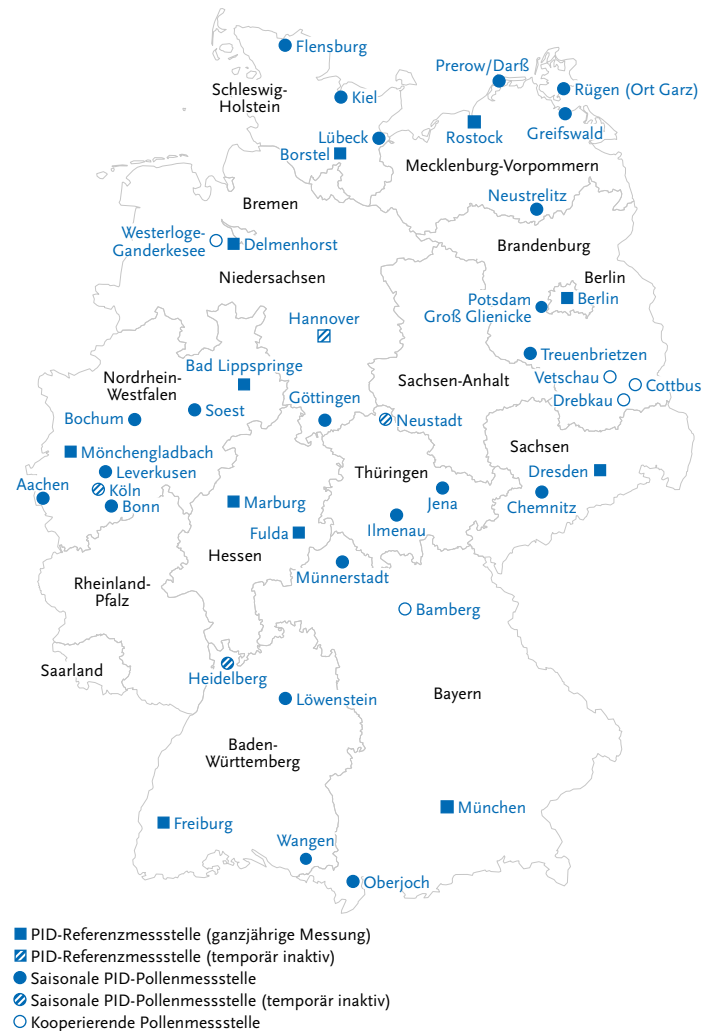 Flensburg
Prerow/Darß
Rügen (Ort Garz)
Schleswig-
Holstein
Kiel
Greifswald
Lübeck
Rostock
Borstel
Mecklenburg-Vorpommern
Neustrelitz
Bremen
Westerloge-
Ganderkesee
Delmenhorst
Brandenburg
Niedersachsen
Berlin
Potsdam
Groß Glienicke
Berlin
Hannover
Treuenbrietzen
Bad Lippspringe
Nordrhein-
Westfalen
Sachsen-Anhalt
Vetschau
Cottbus
Drebkau
Göttingen
Soest
Bochum
Neustadt
Sachsen
Mönchengladbach
Leverkusen
Thüringen
Dresden
Aachen
Köln
Bonn
Marburg
Jena
Chemnitz
Ilmenau
Fulda
Hessen
Münnerstadt
Rheinland-
Pfalz
Bamberg
Saarland
Heidelberg
Löwenstein
Bayern
Baden-
Württemberg
München
Freiburg
Wangen
Oberjoch
PID-Referenzmessstelle (ganzjährige Messung)
PID-Referenzmessstelle (temporär inaktiv)
Saisonale PID-Pollenmessstelle
Saisonale PID-Pollenmessstelle (temporär inaktiv)
Kooperierende Pollenmessstelle